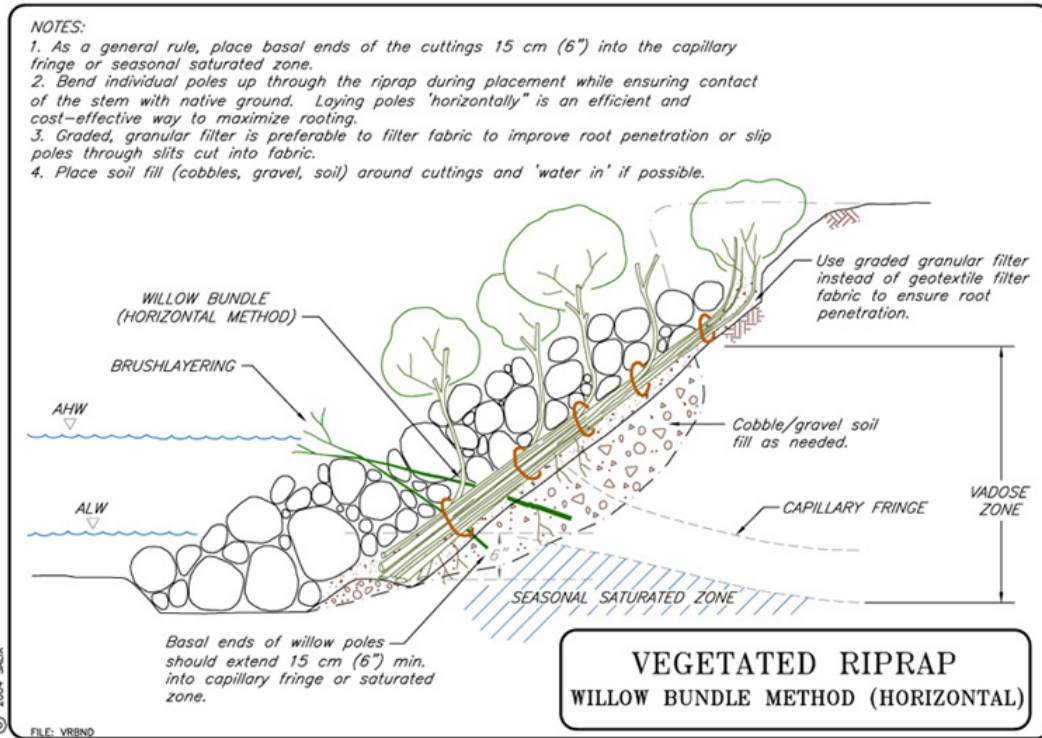 NOTES:
1. As a general rule, place basal ends of the cuttings 15 cm (6") into the capillary
fringe or seasonal saturated zone.
2. Bend individual poles up through the riprap during placement while ensuring contact
of the stem with native ground. Laying poles 'horizontally" is an efficient and
cost-effective way to maximize rooting.
3. Graded, granular filter is preferable to filter fabric to improve root penetration or slip
poles through slits cut into fabric.
4. Place soil fill (cobbles, gravel, soil) around cuttings and 'water in' if possible.
Use graded granular filter
instead of geotextile filter
fabric to ensure root
penetration.
WILLOW BUNDLE
(HORIZONTAL METHOD)
BRUSHLAYERING
AHW
ALW
Cobble/gravel soil
fill as needed.
CAPILLARY FRINGE
VADOSE
ZONE
6"
SEASONAL SATURATED ZONE
Basal ends of willow poles
should extend 15 cm (6") min.
into capillary fringe or saturated
zone.
VEGETATED RIPRAP
WILLOW BUNDLE METHOD (HORIZONTAL)
© 2004 SALIX
FILE: VRBND